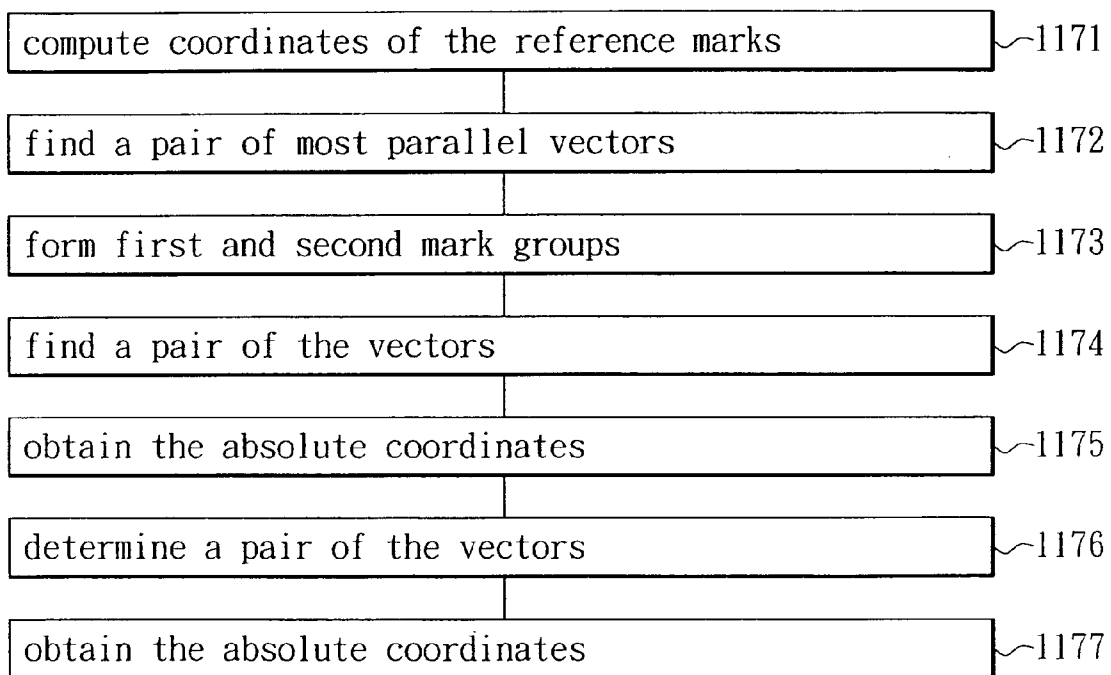 compute coordinates of the reference marks 1171
find a pair of most parallel vectors 1172
form first and second mark groups 1173
find a pair of the vectors 1174
obtain the absolute coordinates 1175
determine a pair of the vectors 1176
obtain the absolute coordinates 1177